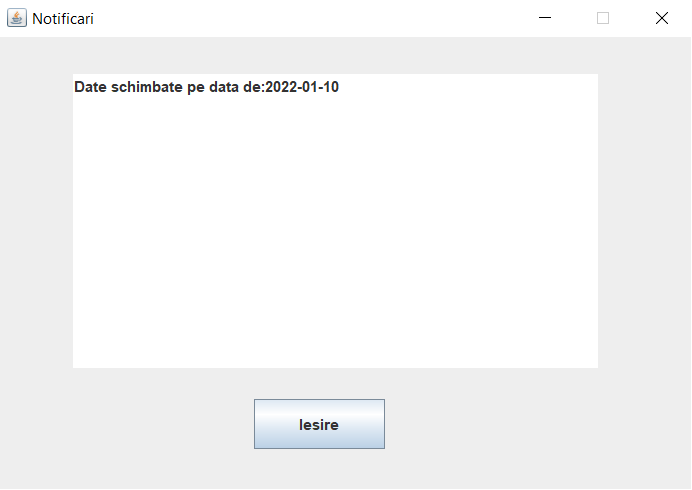 Notificari
Date schimbate pe data de:2022-01-10
Iesire